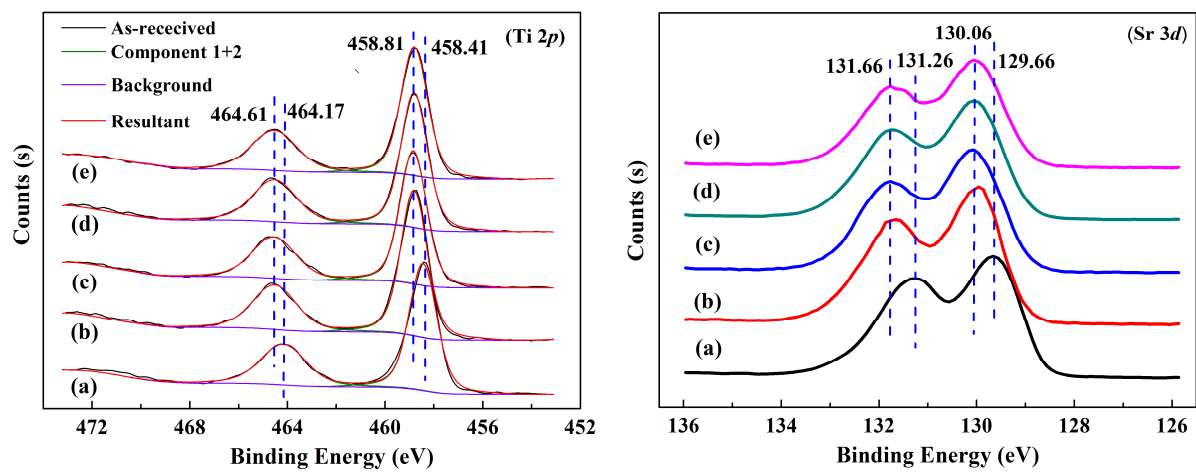 As-rececived
Component 1+2
Background
Resultant
(Ti 2p)
458.81
458.41
464.61
464.17
(e)
(d)
(c)
(b)
(a)
Counts (s)
472 468 464 460 456 452
Binding Energy (eV)
(Sr 3d)
130.06
131.26
129.66
131.66
(e)
(d)
(c)
(b)
(a)
Counts (s)
136 134 132 130 128 126
Binding Energy (eV)